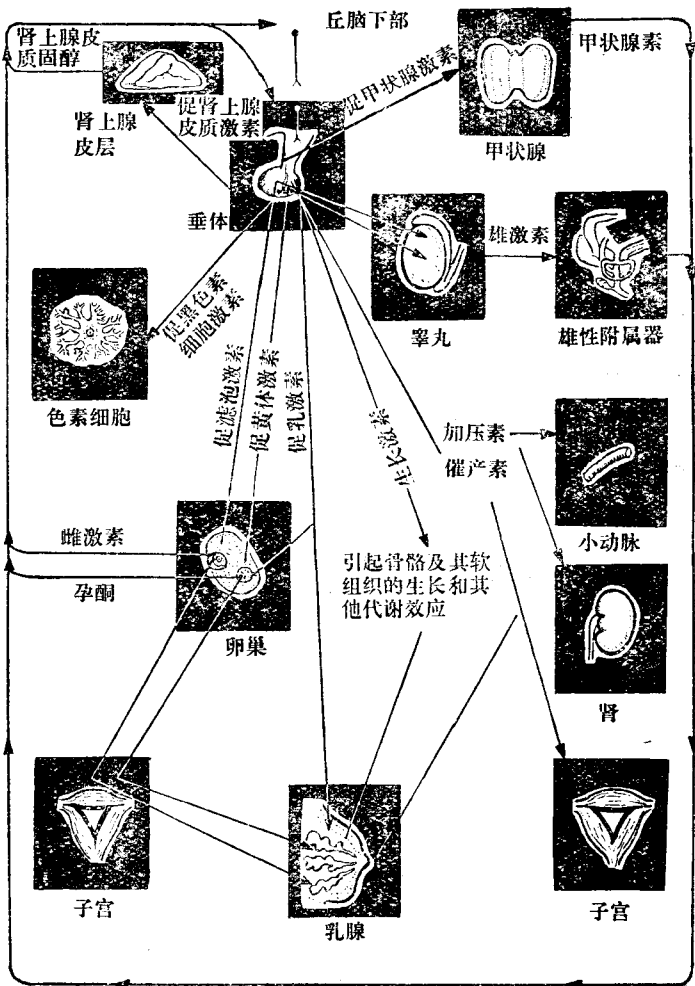 丘脑下部
肾上腺皮
质固醇
甲状腺素
促甲状腺激素
促肾上腺
皮质激素
肾上腺
皮层
甲状腺
垂体
雄激素
睾丸
雄性附属器
促黑色素
细胞激素
色素细胞
促滤泡激素
促黄体激素
促乳激素
生长激素
加压素
催产素
小动脉
雌激素
孕酮
引起骨骼及其软
组织的生长和其
他代谢效应
卵巢
肾
子宫
乳腺
子宫